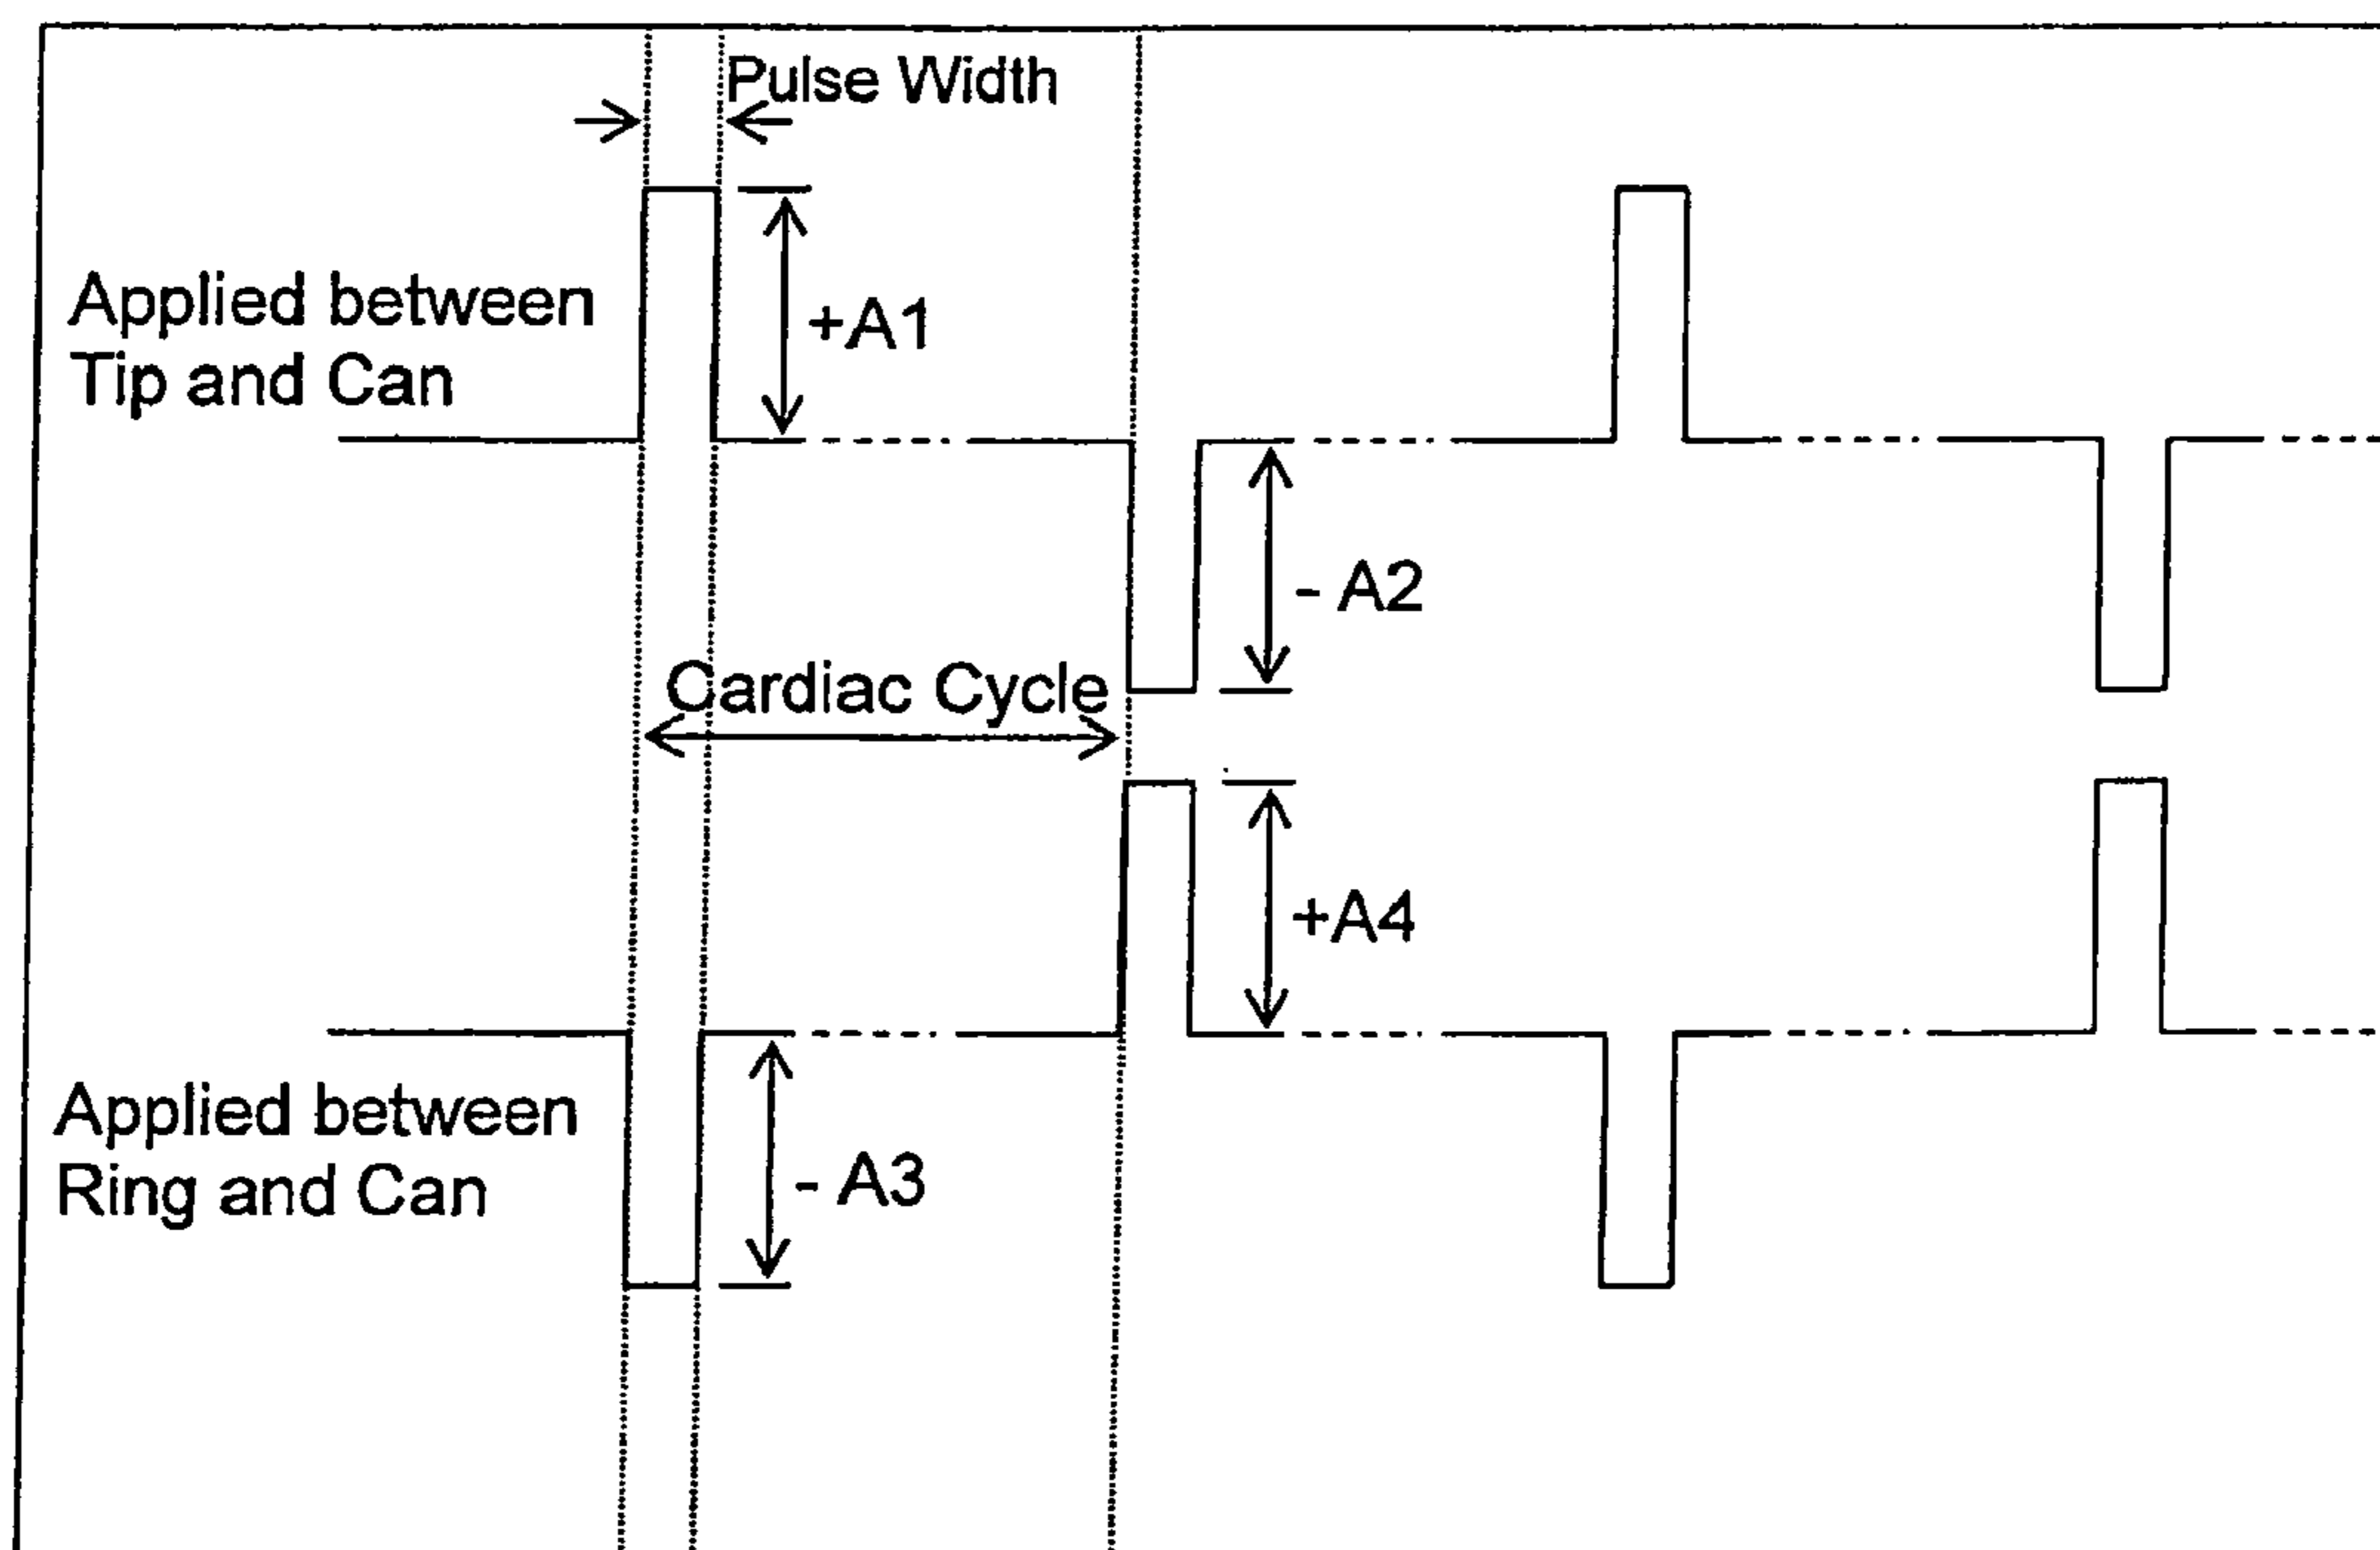 Pulse Width
Applied between
Tip and Can
+A1
- A2
Cardiac Cycle
+A4
Applied between
Ring and Can
- A3